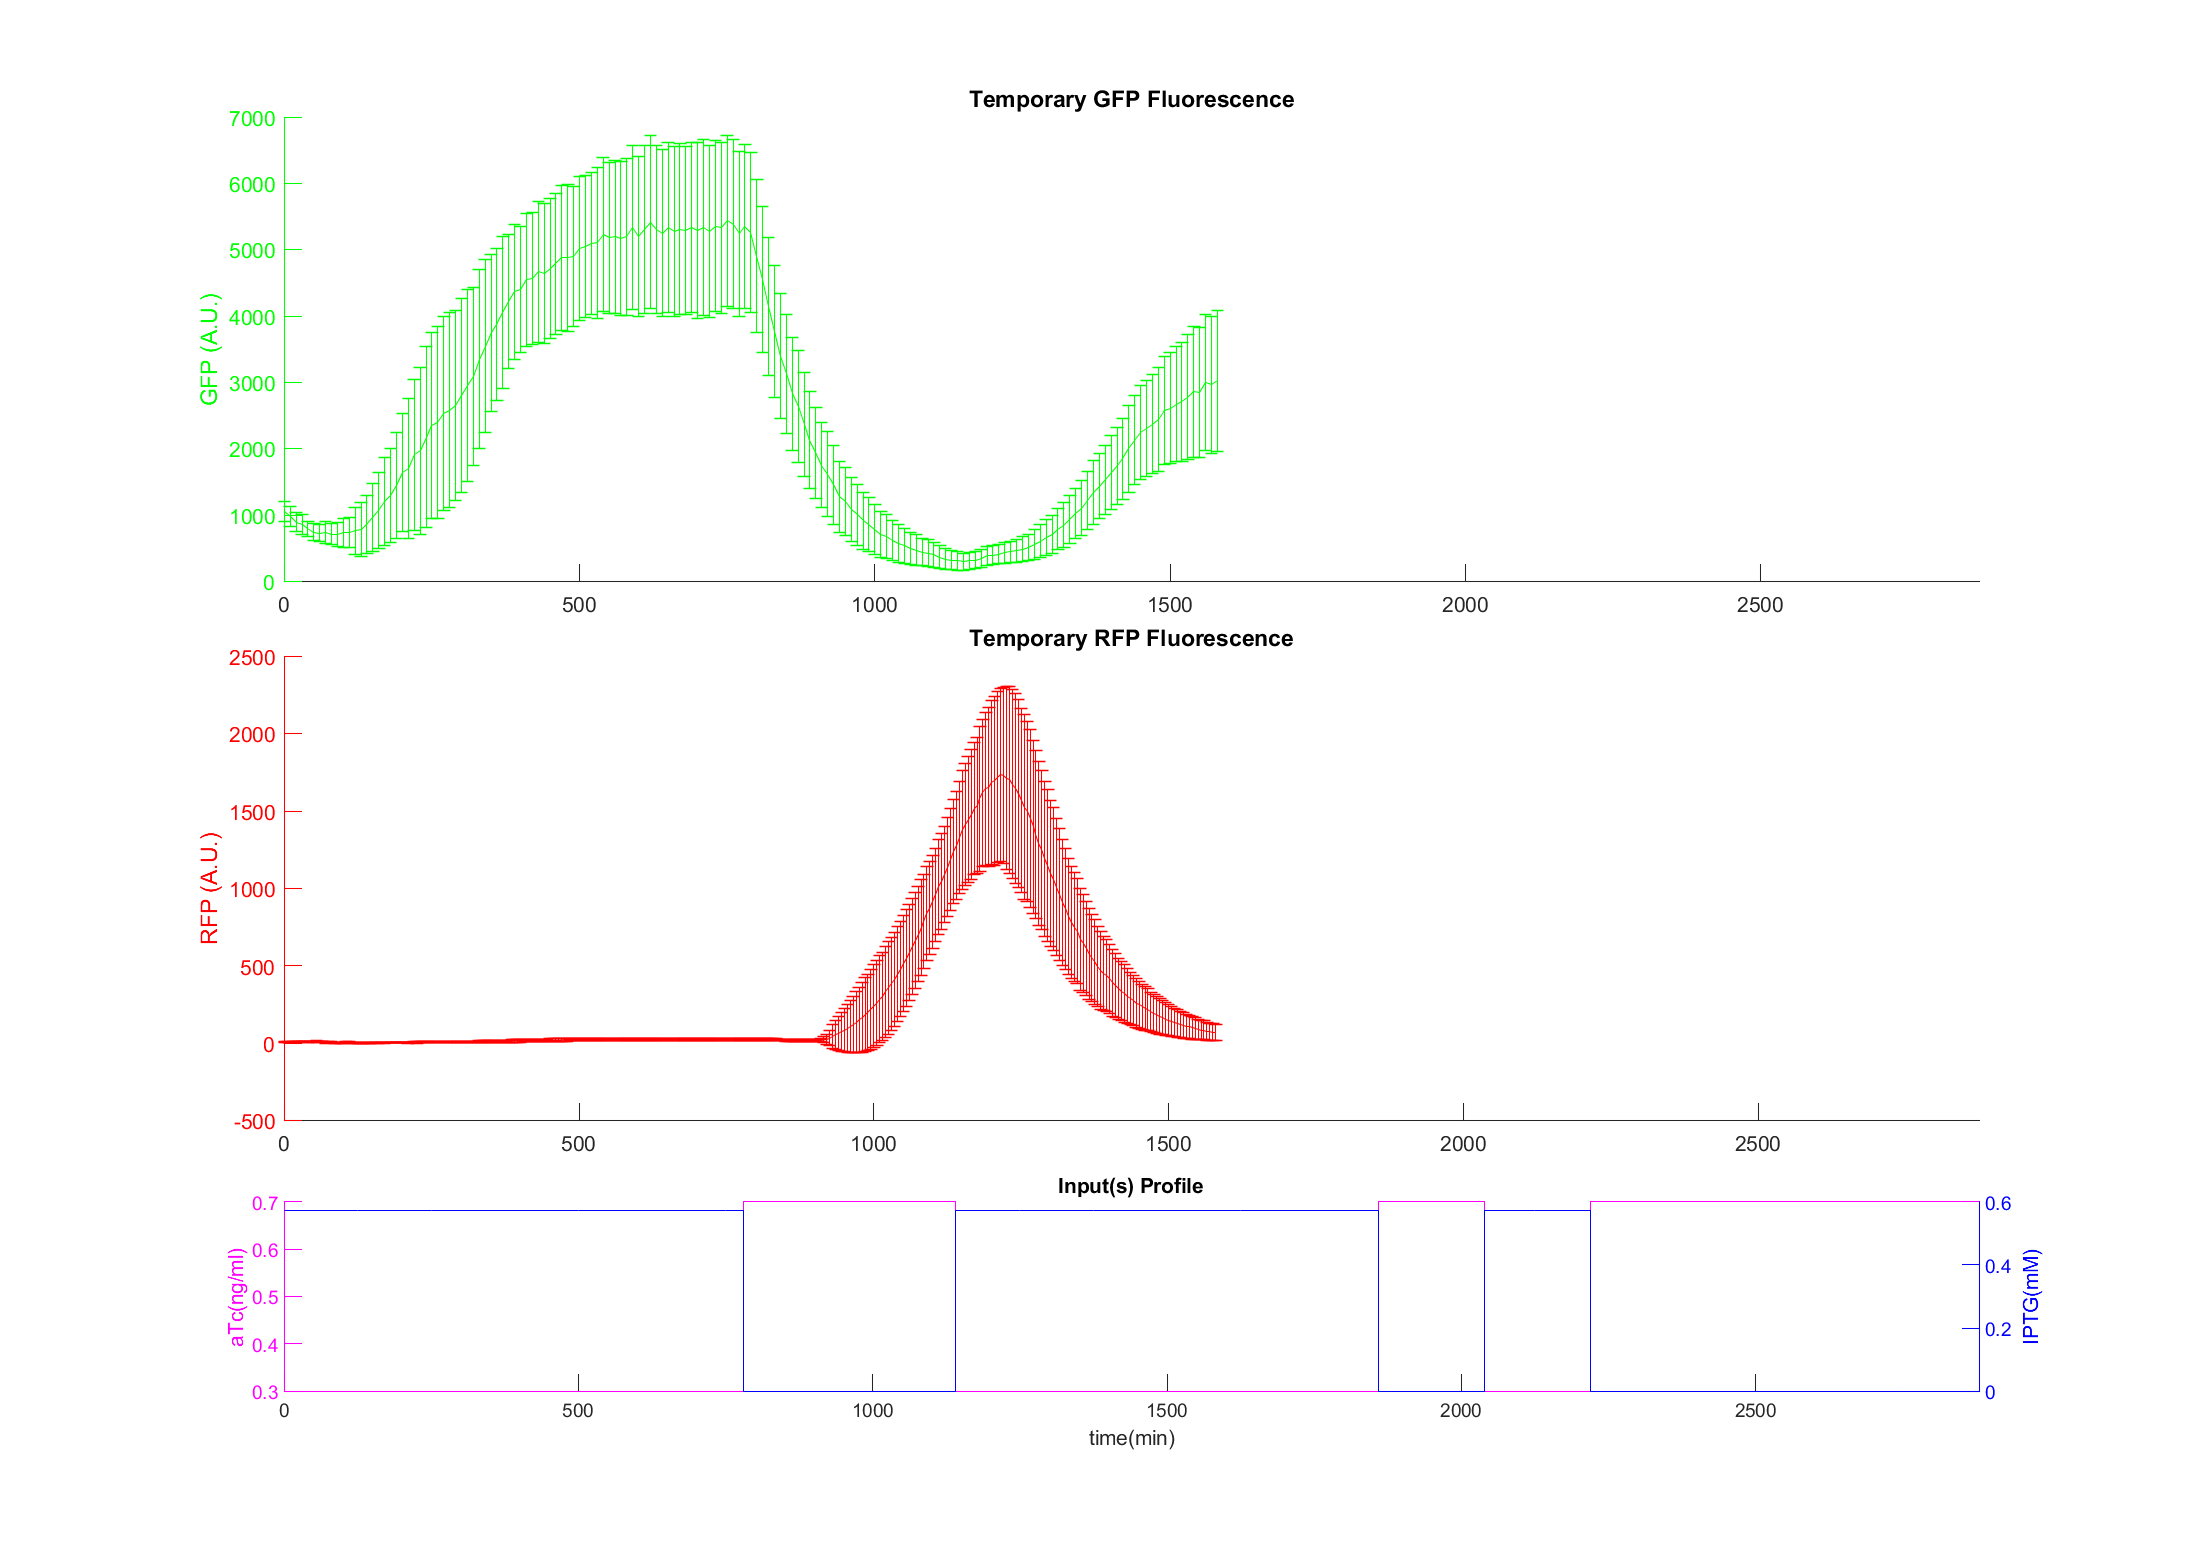 Temporary GFP Fluorescence
7000
6000
5000
4000
3000
2000
1000
0
GFP (A.U.)
0 500 1000 1500 2000 2500
Temporary RFP Fluorescence
2500
2000
1500
1000
500
0
-500
RFP (A.U.)
0 500 1000 1500 2000 2500
Input(s) Profile
0.7
0.6
0.5
0.4
0.3
aTc(ng/ml)
0.6
0.4
0.2
0
IPTG(mM)
0 500 1000 1500 2000 2500
time(min)